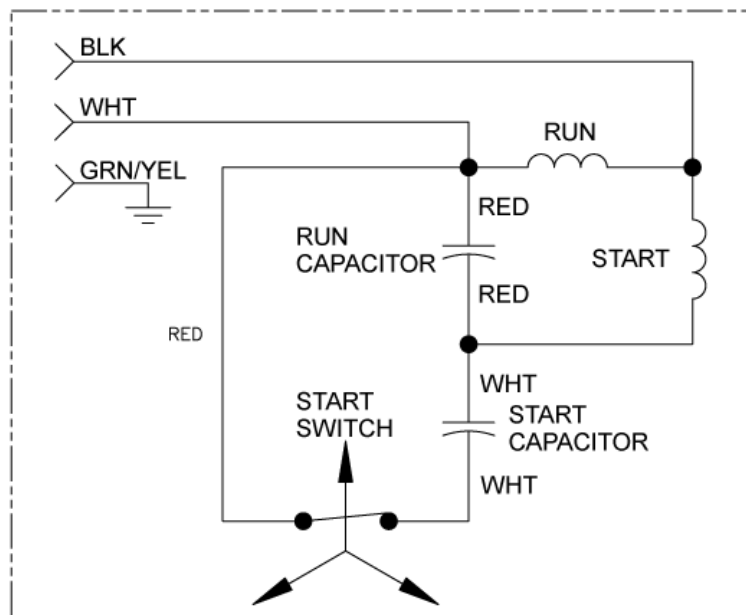 BLK
WHT
RUN
GRN/YEL
RED
RUN
CAPACITOR
START
RED
RED
WHT
START
SWITCH
START
CAPACITOR
WHT